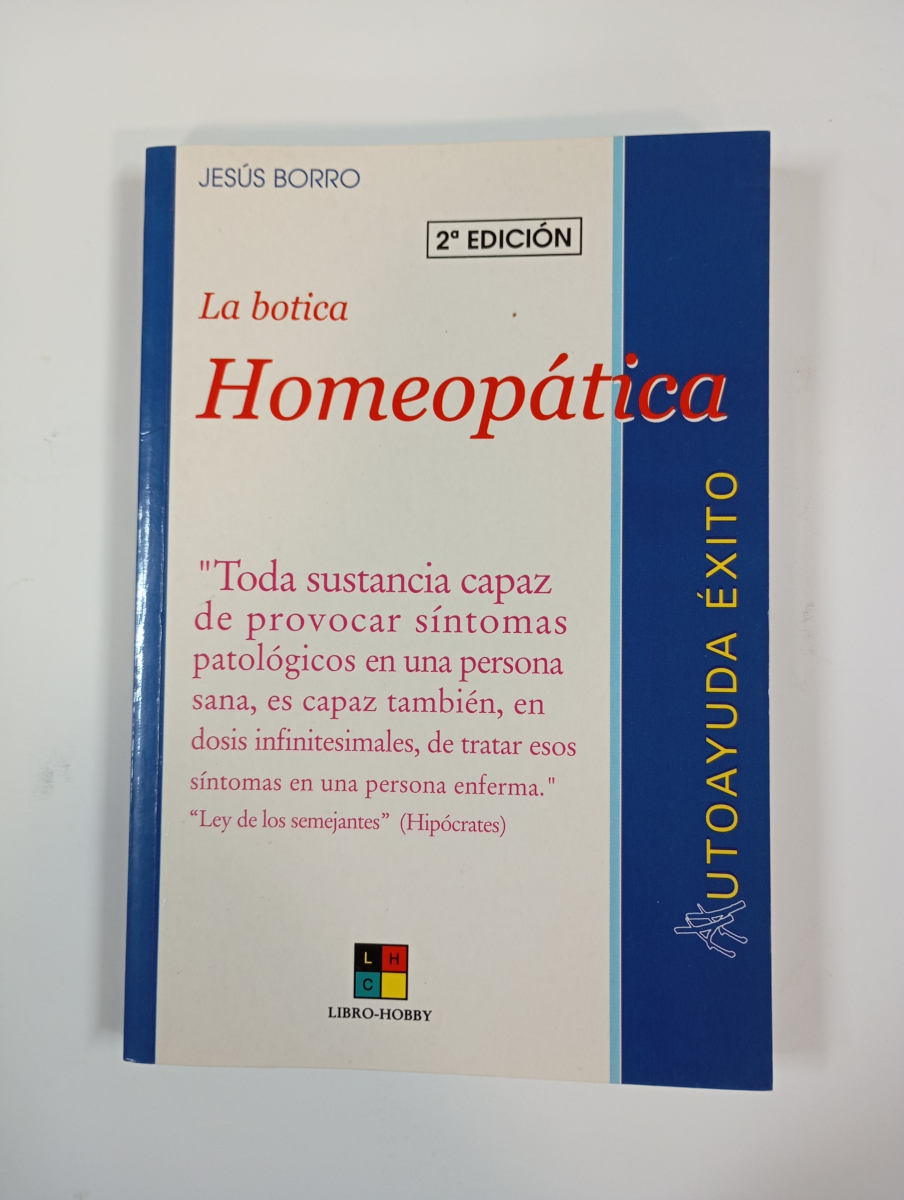 JESÚS BORRO
2ª EDICIÓN
La botica
Homeopática
"Toda sustancia capaz
de provocar síntomas
patológicos en una persona
sana, es capaz también, en
dosis infinitesimales, de tratar esos
síntomas en una persona enferma."
“Ley de los semejantes” (Hipócrates)
AUTOAYUDA ÉXITO
L H
C
LIBRO-HOBBY